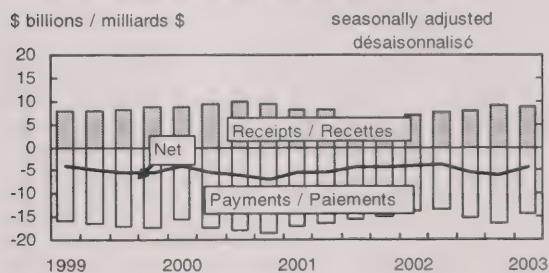 $ billions / milliards $
seasonally adjusted
désaisonnalisé
20
15
10
5
0
-5
-10
-15
-20
Receipts / Recettes
Net
Payments / Paiements
1999 2000 2001 2002 2003